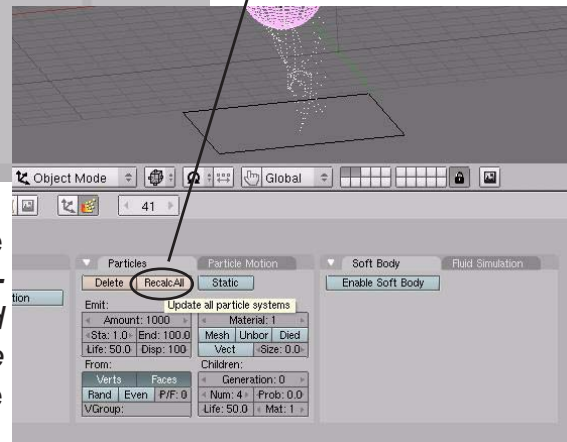 Object Mode Global
41
Particles Particle Motion Soft Body Fluid Simulation
Delete RecalcAll Static Enable Soft Body
tion
Update all particle systems
Emit:
Amount: 1000 Material: 1
Sta: 1.0 End: 100.0 Mesh Unbor Died
Life: 50.0 Disp: 100 Vect Size: 0.0
From: Children:
Verts Faces Generation: 0
Rand Even P/F: 0 Num: 4 Prob: 0.0
VGroup: Life: 50.0 Mat: 1